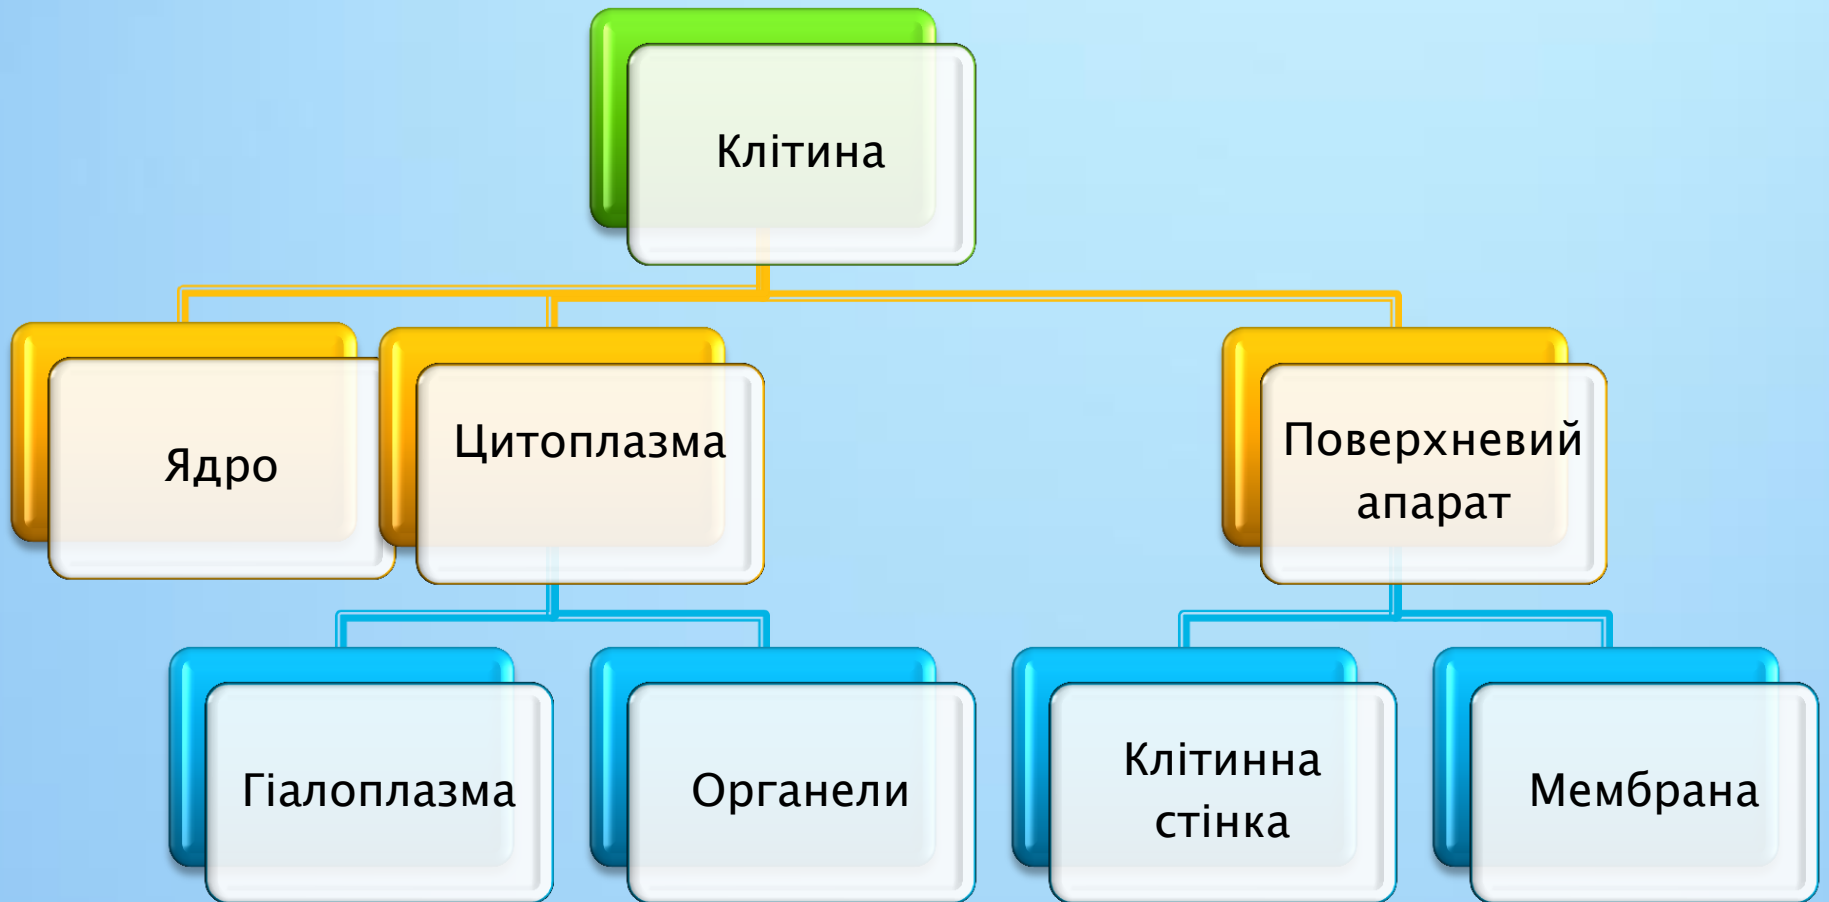 Клітина
Ядро
Цитоплазма
Поверхневий
апарат
Гіалоплазма
Органели
Клітинна
стінка
Мембрана